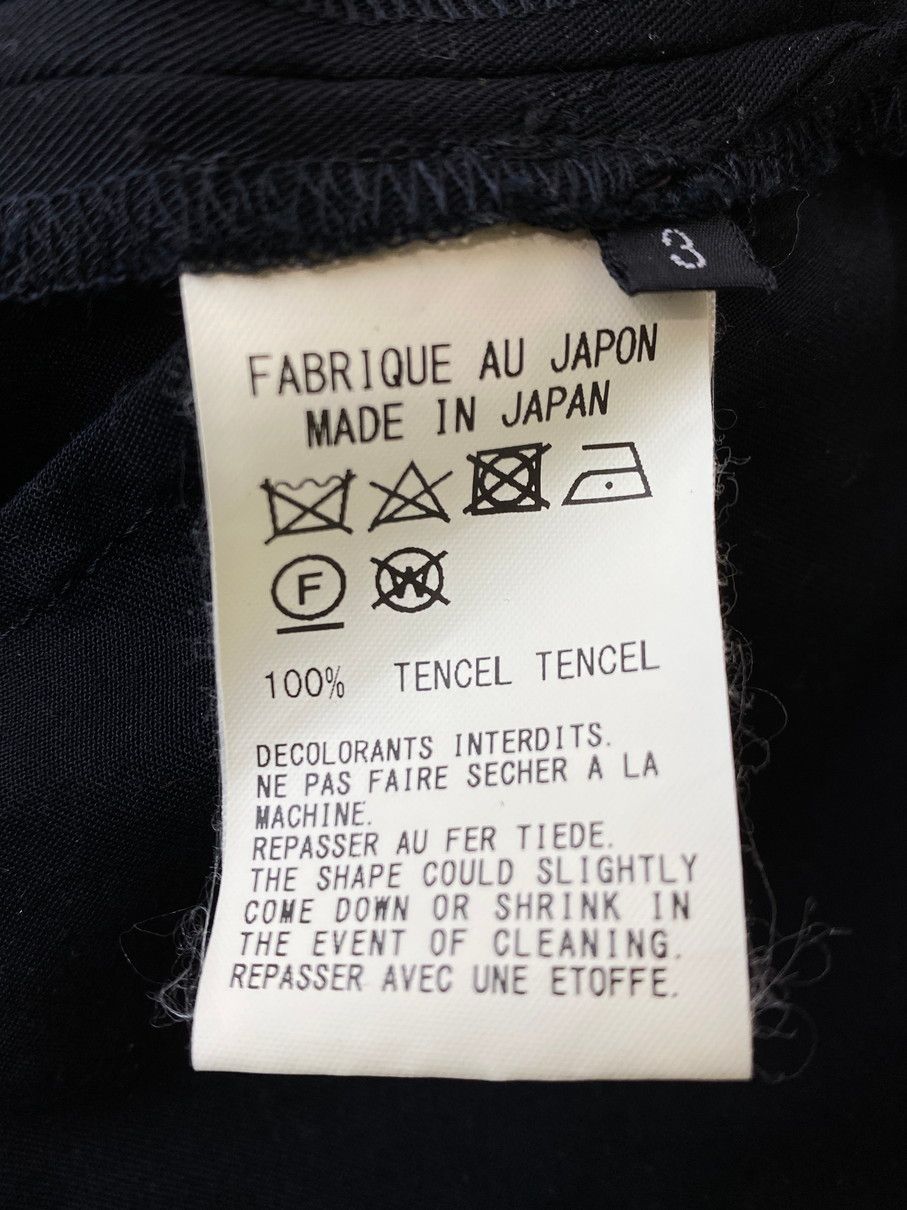 3
FABRIQUE AU JAPON
MADE IN JAPAN
F
W
100% TENCEL TENCEL
DECOLORANTS INTERDITS.
NE PAS FAIRE SECHER A LA
MACHINE.
REPASSER AU FER TIEDE.
THE SHAPE COULD SLIGHTLY
COME DOWN OR SHRINK IN
THE EVENT OF CLEANING.
REPASSER AVEC UNE ETOFFE.